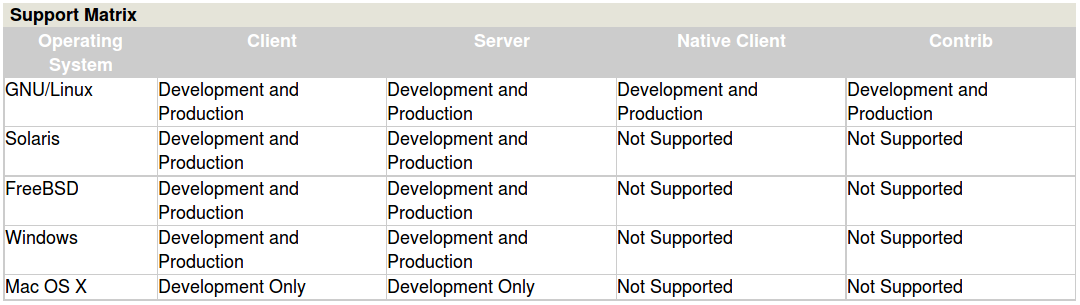 Support Matrix
Operating System Client Server Native Client Contrib
GNU/Linux Development and Production Development and Production Development and Production Development and Production
Solaris Development and Production Development and Production Not Supported Not Supported
FreeBSD Development and Production Development and Production Not Supported Not Supported
Windows Development and Production Development and Production Not Supported Not Supported
Mac OS X Development Only Development Only Not Supported Not Supported